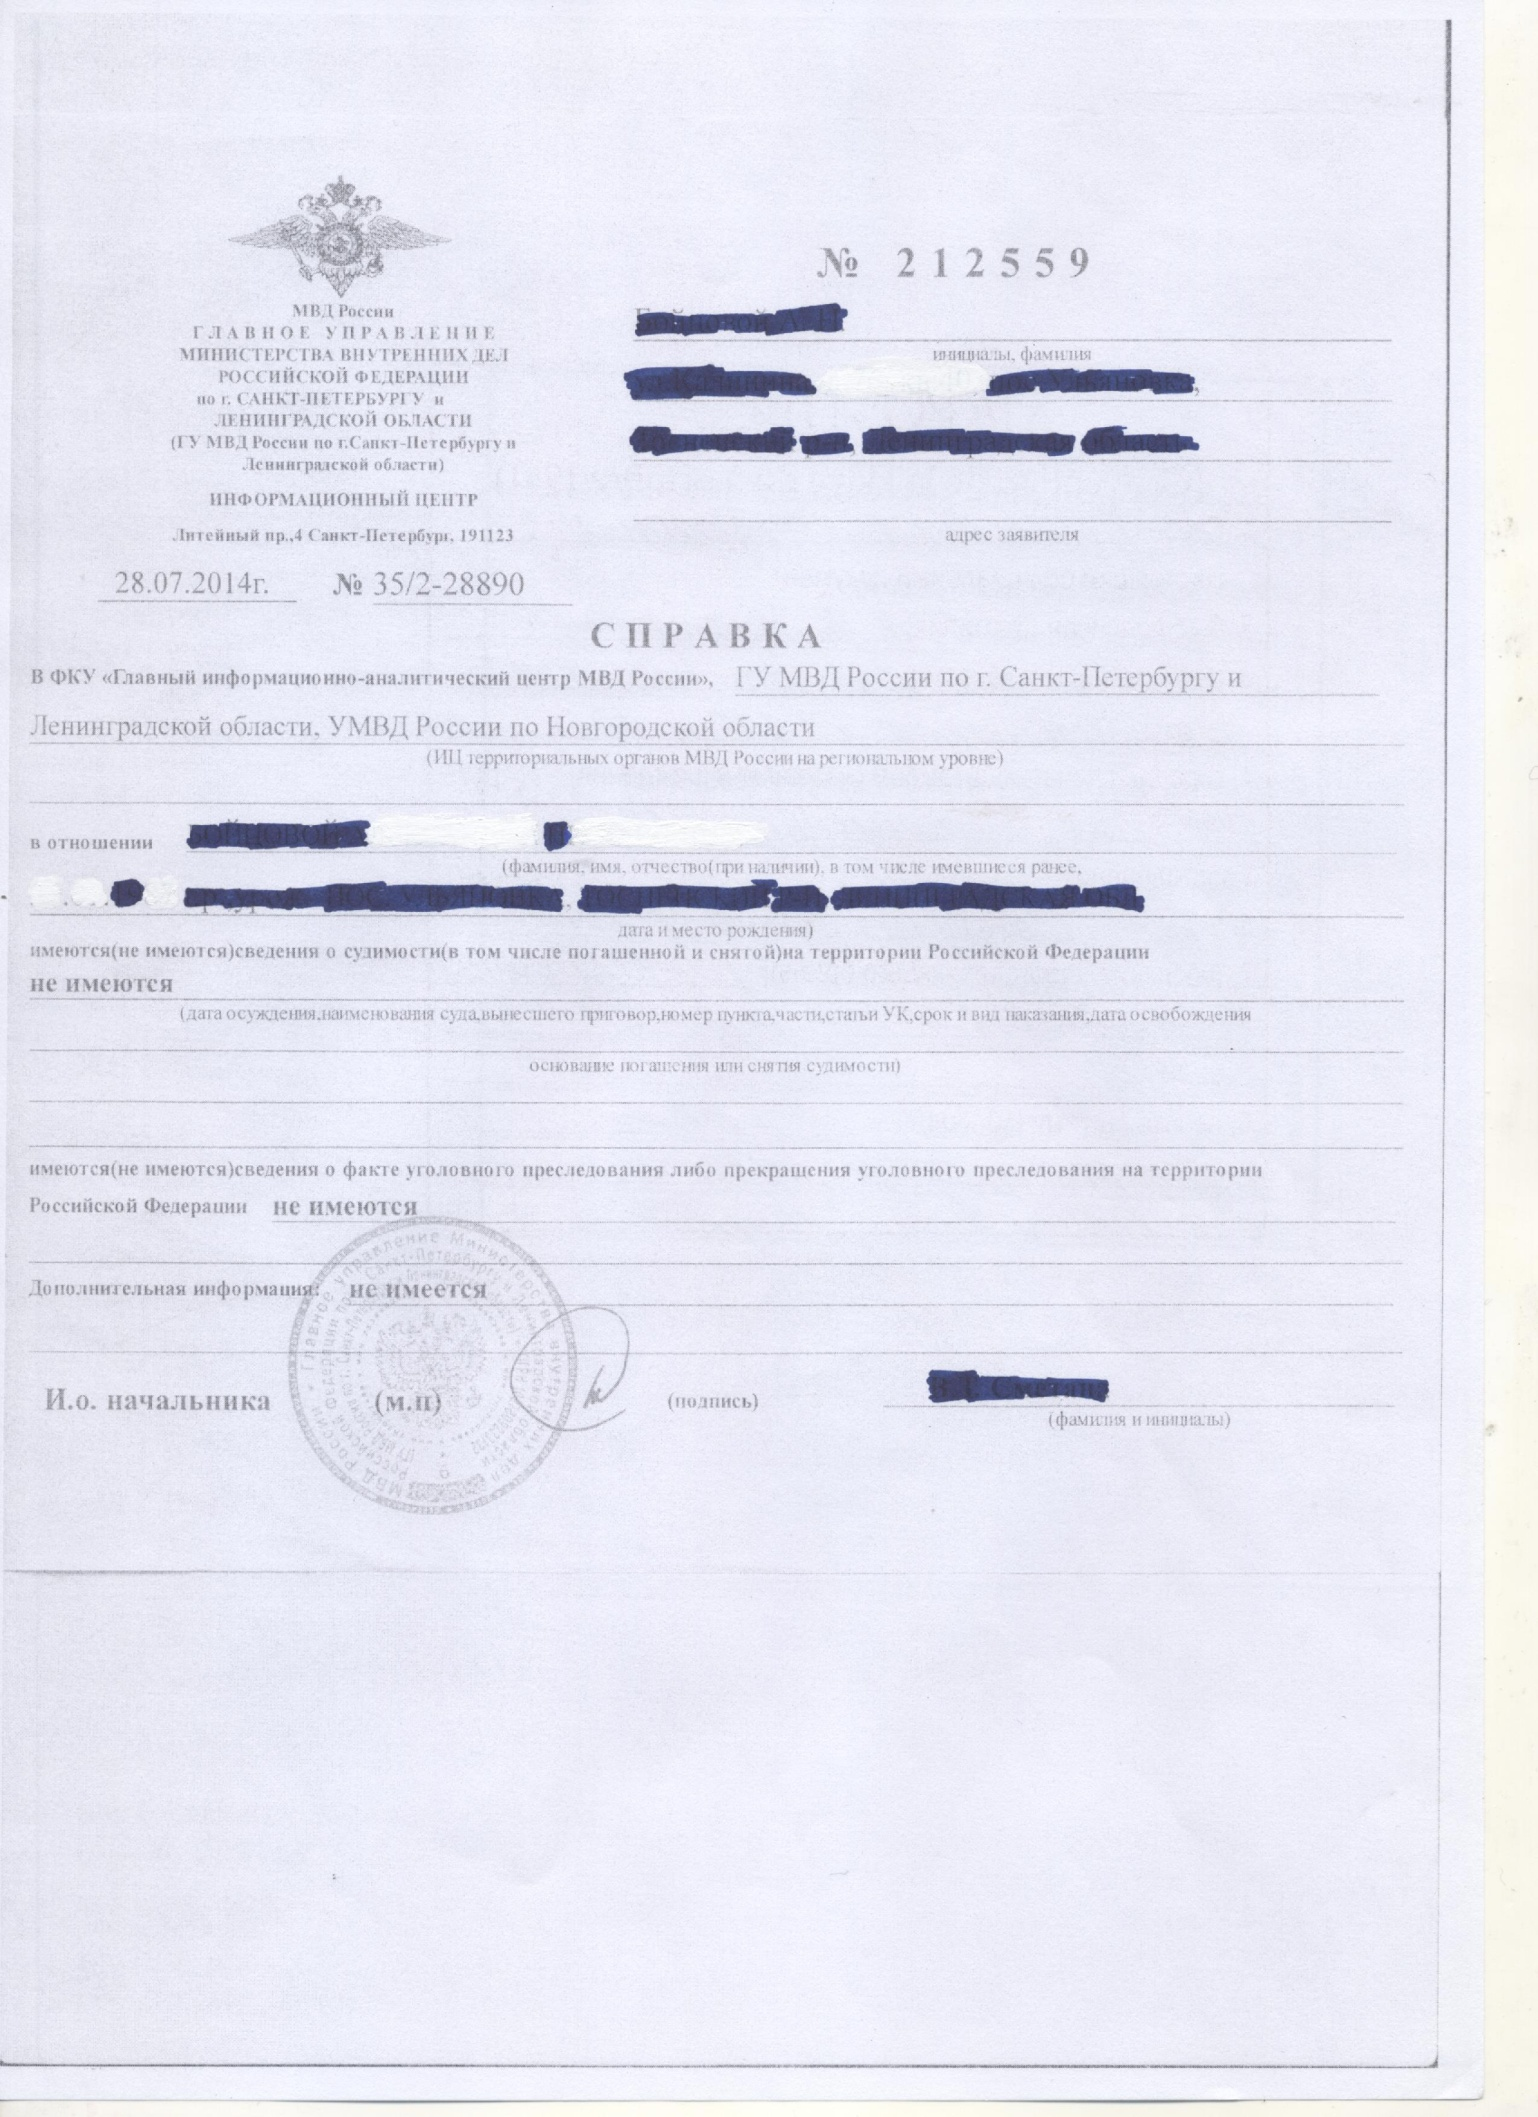 № 212559
МВД России
ГЛАВНОЕ УПРАВЛЕНИЕ
МИНИСТЕРСТВА ВНУТРЕННИХ ДЕЛ
РОССИЙСКОЙ ФЕДЕРАЦИИ
по г. САНКТ-ПЕТЕРБУРГУ и
ЛЕНИНГРАДСКОЙ ОБЛАСТИ
(ГУ МВД России по г.Санкт-Петербургу и
Ленинградской области)
ИНФОРМАЦИОННЫЙ ЦЕНТР
Литейный пр.,4 Санкт-Петербург, 191123
28.07.2014г. № 35/2-28890
инициалы, фамилия
адрес заявителя
СПРАВКА
В ФКУ «Главный информационно-аналитический центр МВД России», ГУ МВД России по г. Санкт-Петербургу и
Ленинградской области, УМВД России по Новгородской области
(ИЦ территориальных органов МВД России на региональном уровне)
в отношении
(фамилия, имя, отчество(при наличии), в том числе имевшиеся ранее,
дата и место рождения)
имеются(не имеются)сведения о судимости(в том числе погашенной и снятой)на территории Российской Федерации
не имеются
(дата осуждения,наименования суда,вынесшего приговор,номер пункта,части,статьи УК,срок и вид наказания,дата освобождения
основание погашения или снятия судимости)
имеются(не имеются)сведения о факте уголовного преследования либо прекращения уголовного преследования на территории
Российской Федерации не имеются
Дополнительная информация: не имеется
И.о. начальника (м.п) (подпись)
(фамилия и инициалы)